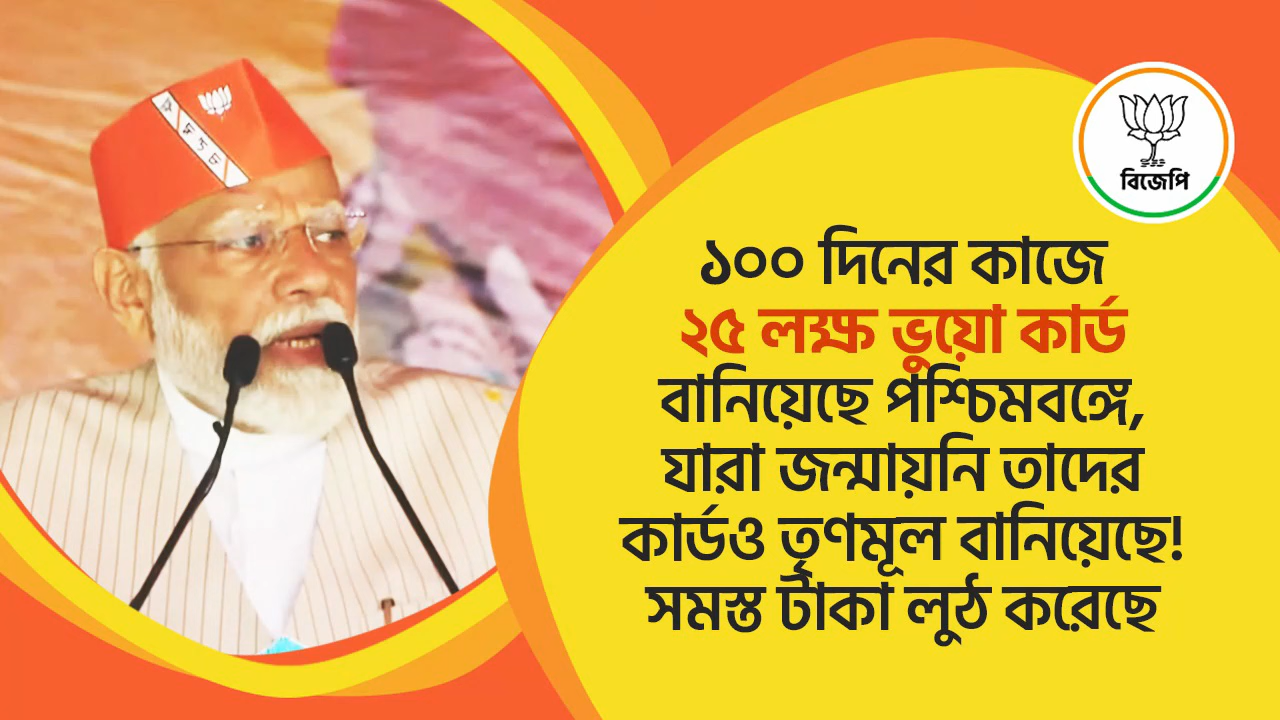 বিজেপি
১০০ দিনের কাজে
২৫ লক্ষ ভুয়ো কার্ড
বানিয়েছে পশ্চিমবঙ্গে,
যারা জন্মায়নি তাদের
কার্ডও তৃণমূল বানিয়েছে!
সমস্ত টাকা লুঠ করেছে